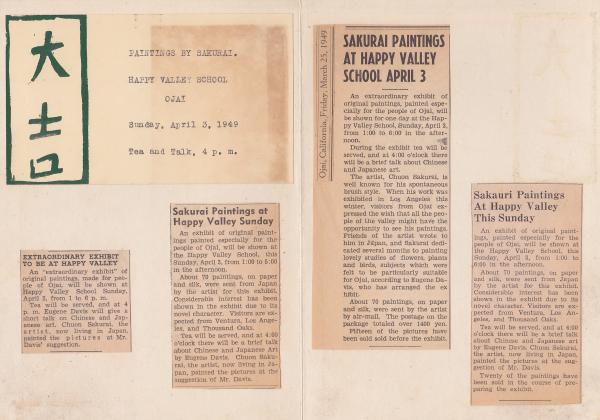 大
吉
PAINTINGS BY SAKURAI.
HAPPY VALLEY SCHOOL
OJAI
Sunday, April 3, 1949
Tea and Talk, 4 p. m.
EXTRAORDINARY EXHIBIT
TO BE AT HAPPY VALLEY
An "extraordinary exhibit" of
original paintings, made for peo-
ple of Ojai, will be shown at
Happy Valley School Sunday,
April 3, from 1 to 6 p. m.
Tea will be served, and at 4
p. m. Eugene Davis will give a
short talk on Chinese and Jap-
anese art. Chuon Sakurai, the
artist, now living in Japan,
painted the pictures at Mr.
Davis' suggestion.
Sakurai Paintings at
Happy Valley Sunday
An exhibit of original paint-
ings painted especially for the
people of Ojai, will be shown at
the Happy Valley School, this
Sunday, April 3, from 1:00 to 5:00
in the afternoon.
About 70 paintings, on paper
and silk, were sent from Japan
by the artist for this exhibit.
Considerable interest has been
shown in the exhibit due to its
novel character. Visitors are ex-
pected from Ventura, Los Ange-
les, and Thousand Oaks.
Tea will be served, and at 4:00
o'clock there will be a brief talk
about Chinese and Japanese Art
by Eugene Davis. Chuon Saku-
rai, the artist, now living in Ja-
pan, painted the pictures at the
suggestion of Mr. Davis.
Ojai, California, Friday, March 25, 1949
SAKURAI PAINTINGS
AT HAPPY VALLEY
SCHOOL APRIL 3
An extraordinary exhibit of
original paintings, painted espe-
cially for the people of Ojai,
will be shown for one day at the Hap-
py Valley School, Sunday, April 3,
from 1:00 to 6:00 in the after-
noon.
During the exhibit tea will be
served, and at 4:00 o'clock there
will be a brief talk about Chinese
and Japanese art.
The artist, Chuon Sakurai, is
well known for his spontaneous
brush style. When his work was
exhibited in Los Angeles this
winter, visitors from Ojai ex-
pressed the wish that all the peo-
ple of the valley might have the
opportunity to see his paintings.
Friends of the artist wrote to
him in Japan, and Sakurai dedi-
cated several months to painting
lovely studies of flowers, plants
and birds, subjects which were
felt to be particularly suitable
for Ojai, according to Eugene Da-
vis, who has arranged the ex-
hibit.
About 70 paintings, on paper
and silk, were sent by the artist
by air-mail. The postage on the
package totaled over 1400 yen.
Fifteen of the pictures have
been sold sold before the exhibit.
Sakauri Paintings
At Happy Valley
This Sunday
An exhibit of original paint-
ings, painted especially for the
people of Ojai, will be shown at
the Happy Valley School, this
Sunday, April 3, from 1:00 to
6:00 in the afternoon.
About 70 paintings, on paper
and silk, were sent from Japan
by the artist for this exhibit.
Considerable interest has been
shown in the exhibit due to its
novel character. Visitors are ex-
pected from Ventura, Los Ange-
les, and Thousand Oaks.
Tea will be served, and at 4:00
o'clock there will be a brief talk
about Chinese and Japanese art
by Eugene Davis. Chuon Sakurai,
the artist, now living in Japan,
painted the pictures at the sug-
gestion of Mr. Davis.
Twenty of the paintings have
been sold in the course of pre-
paring the exhibit.